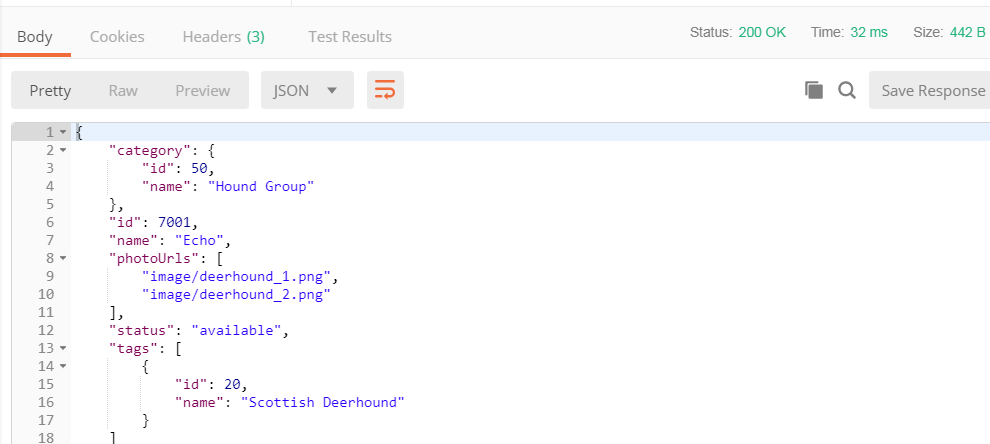 Body Cookies Headers (3) Test Results Status: 200 OK Time: 32 ms Size: 442 B
Pretty Raw Preview JSON Save Response
1 {
2 "category": {
3 "id": 50,
4 "name": "Hound Group"
5 },
6 "id": 7001,
7 "name": "Echo",
8 "photoUrls": [
9 "image/deerhound_1.png",
10 "image/deerhound_2.png"
11 ],
12 "status": "available",
13 "tags": [
14 {
15 "id": 20,
16 "name": "Scottish Deerhound"
17 }
18 ]